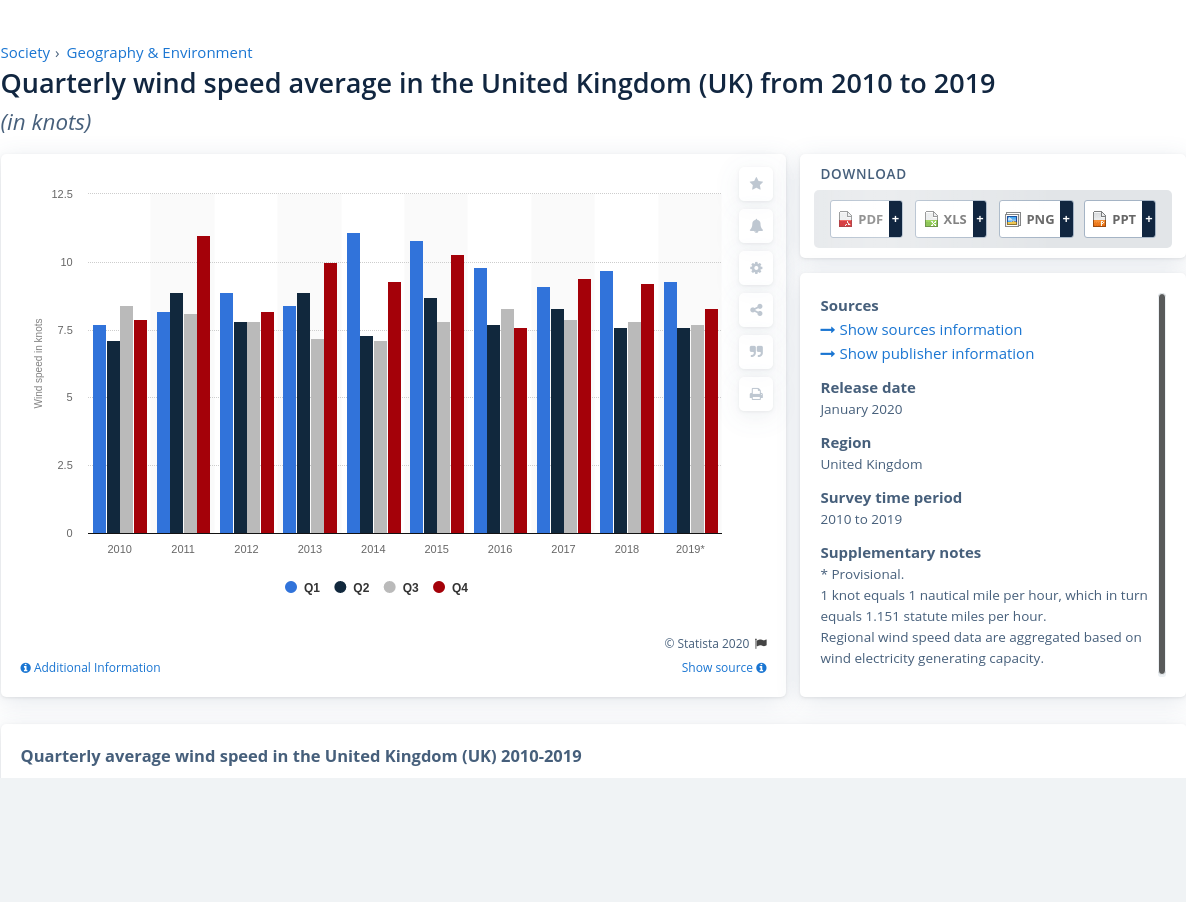 Society › Geography & Environment
Quarterly wind speed average in the United Kingdom (UK) from 2010 to 2019
(in knots)
12.5
10
7.5
5
2.5
0
Wind speed in knots
2010 2011 2012 2013 2014 2015 2016 2017 2018 2019*
Q1 Q2 Q3 Q4
© Statista 2020
Additional Information
Show source
DOWNLOAD
PDF + XLS + PNG + PPT +
Sources
Show sources information
Show publisher information
Release date
January 2020
Region
United Kingdom
Survey time period
2010 to 2019
Supplementary notes
* Provisional.
1 knot equals 1 nautical mile per hour, which in turn
equals 1.151 statute miles per hour.
Regional wind speed data are aggregated based on
wind electricity generating capacity.
Quarterly average wind speed in the United Kingdom (UK) 2010-2019